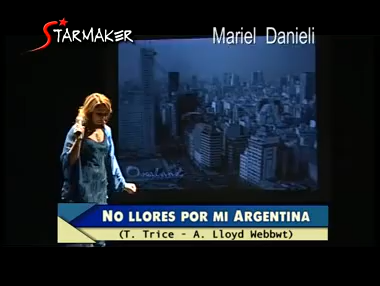 STARMAKER
Mariel Danieli
NO LLORES POR MI ARGENTINA
(T. Trice - A. Lloyd Webbwt)